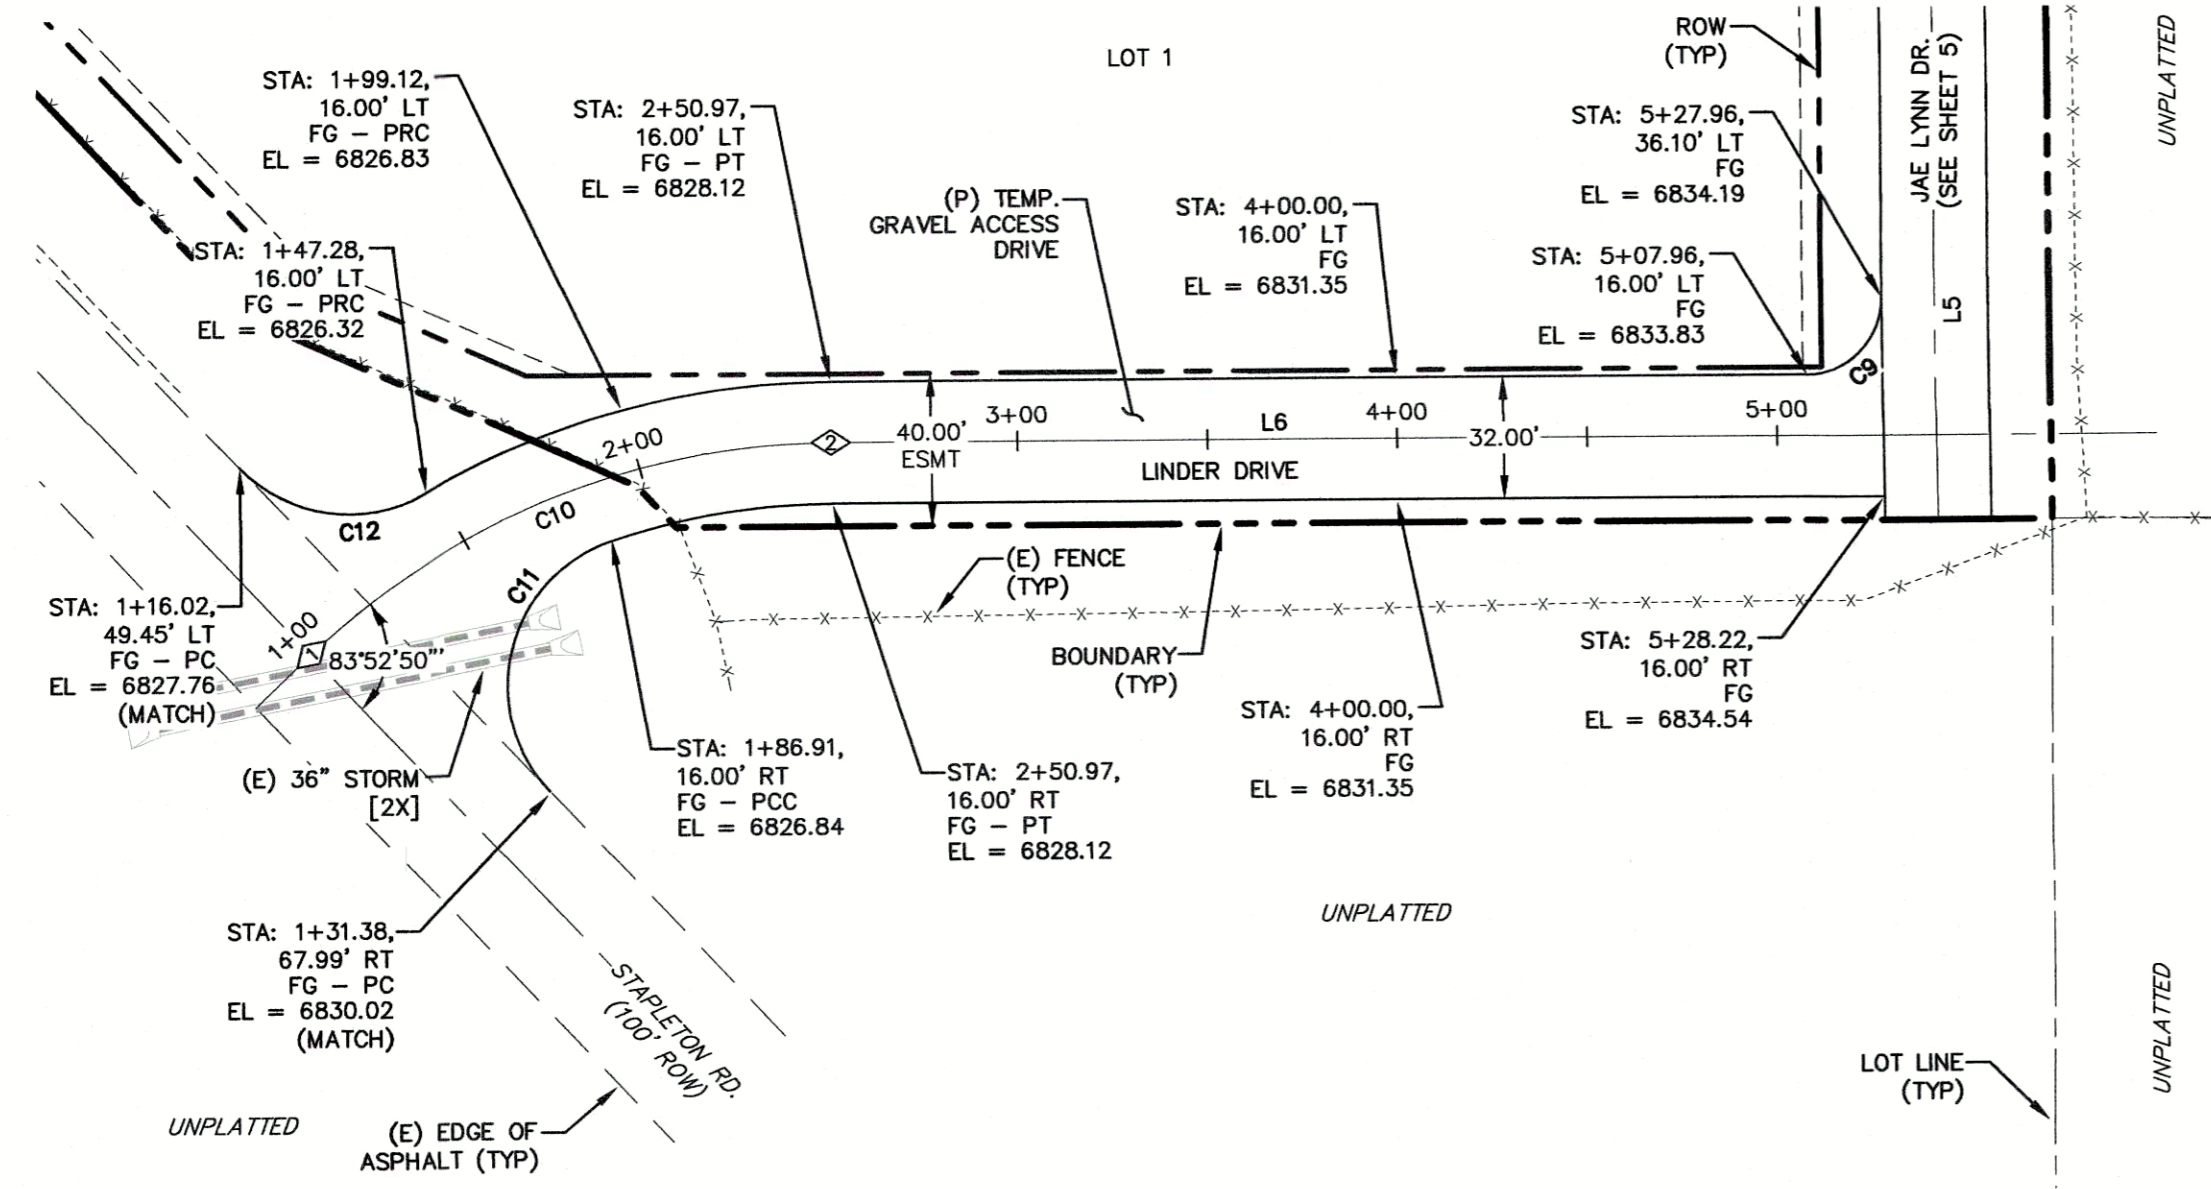 LOT 1
ROW
(TYP)
JAE LYNN DR.
(SEE SHEET 5)
UNPLATTED
STA: 1+99.12,
16.00' LT
FG - PRC
EL = 6826.83
STA: 2+50.97,
16.00' LT
FG - PT
EL = 6828.12
STA: 5+27.96,
36.10' LT
FG
EL = 6834.19
(P) TEMP.
GRAVEL ACCESS
DRIVE
STA: 4+00.00,
16.00' LT
FG
EL = 6831.35
STA: 1+47.28,
16.00' LT
FG - PRC
EL = 6826.32
STA: 5+07.96,
16.00' LT
FG
EL = 6833.83
L5
C9
2+00
2
40.00'
ESMT
3+00
L6
4+00
32.00'
5+00
LINDER DRIVE
C12
C10
C11
(E) FENCE
(TYP)
STA: 1+16.02,
49.45' LT
FG - PC
EL = 6827.76
(MATCH)
1+00
1
83°52'50"'
BOUNDARY
(TYP)
STA: 5+28.22,
16.00' RT
FG
EL = 6834.54
STA: 4+00.00,
16.00' RT
FG
EL = 6831.35
(E) 36" STORM
[2X]
STA: 1+86.91,
16.00' RT
FG - PCC
EL = 6826.84
STA: 2+50.97,
16.00' RT
FG - PT
EL = 6828.12
STA: 1+31.38,
67.99' RT
FG - PC
EL = 6830.02
(MATCH)
UNPLATTED
STAPLETON RD.
(100' ROW)
UNPLATTED
LOT LINE
(TYP)
UNPLATTED
(E) EDGE OF
ASPHALT (TYP)